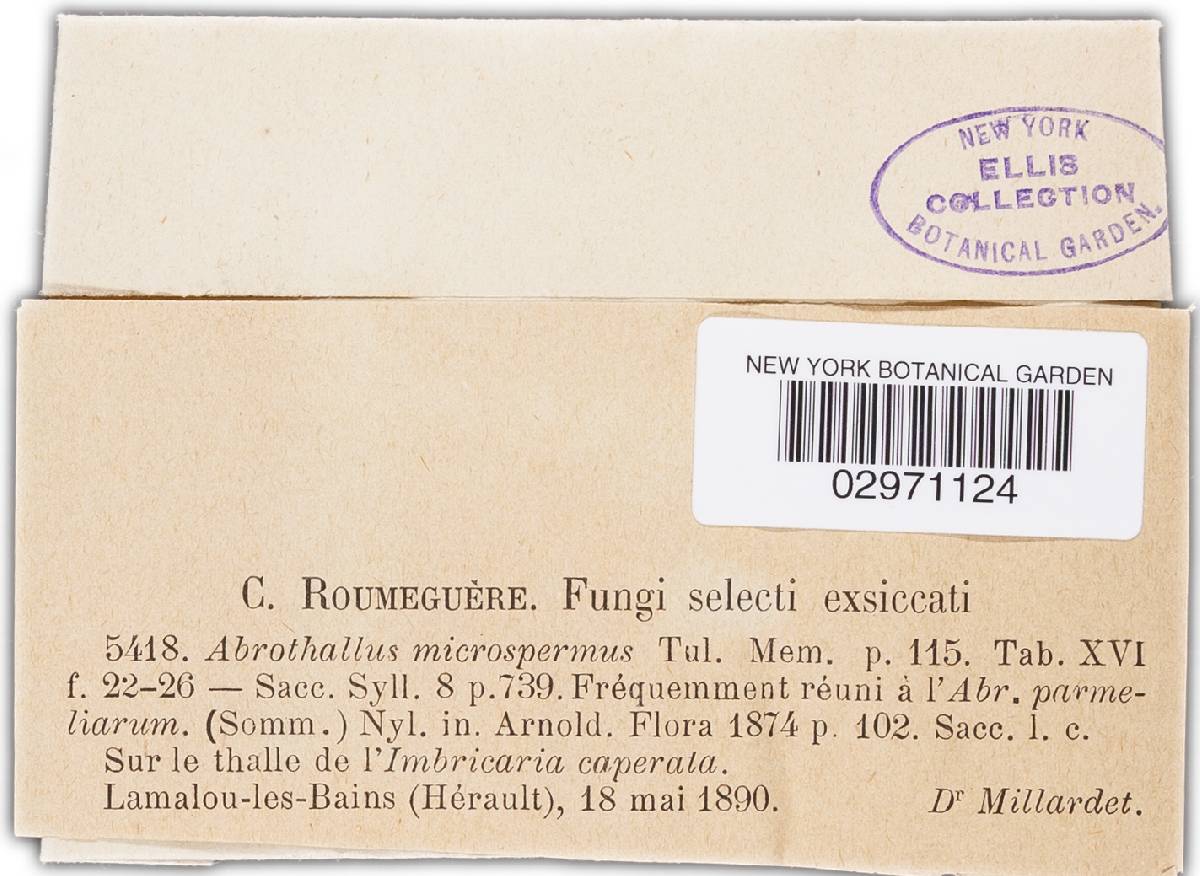 NEW YORK
ELLIS
COLLECTION
BOTANICAL GARDEN.
NEW YORK BOTANICAL GARDEN
02971124
C. ROUMEGUÈRE. Fungi selecti exsiccati
5418. Abrothallus microspermus Tul. Mem. p. 115. Tab. XVI
f. 22-26 — Sacc. Syll. 8 p.739. Fréquemment réuni à l'Abr. parme-
liarum. (Somm.) Nyl. in. Arnold. Flora 1874 p. 102. Sacc. l. c.
Sur le thalle de l'Imbricaria caperata.
Lamalou-les-Bains (Hérault), 18 mai 1890. Dr Millardet.